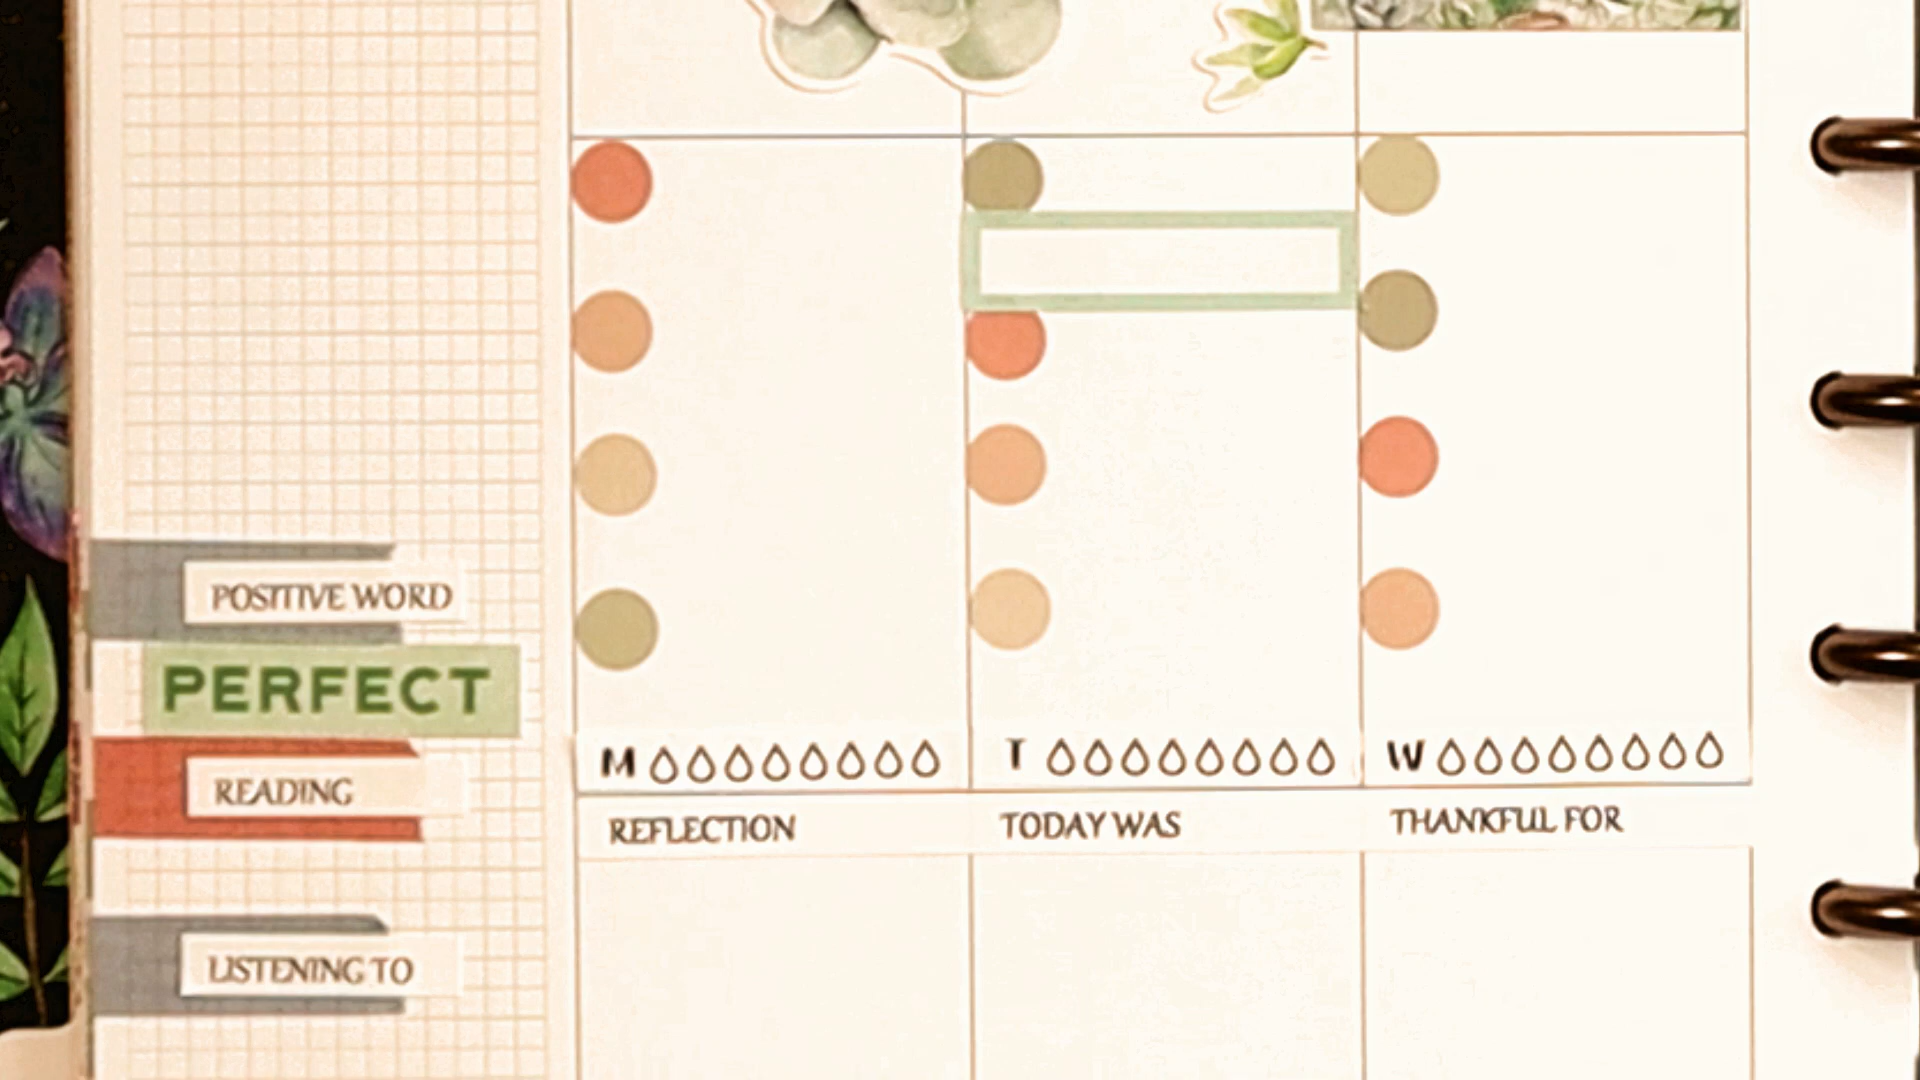 POSITIVE WORD
PERFECT
READING
LISTENING TO
M
T
W
REFLECTION
TODAY WAS
THANKFUL FOR